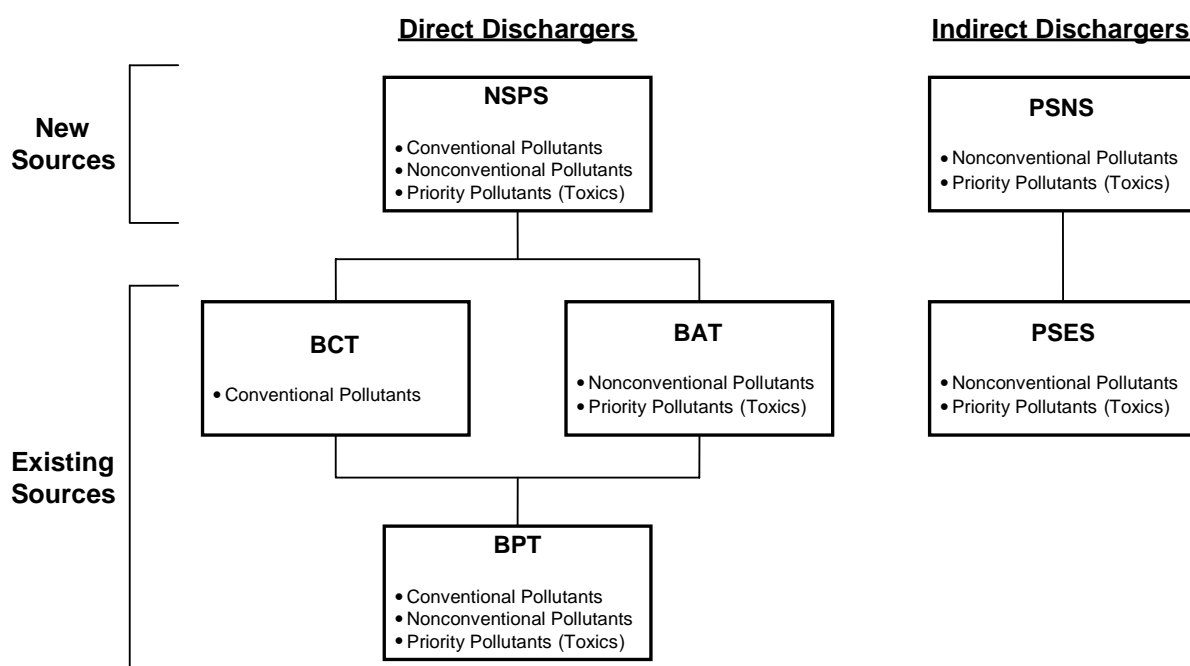 Direct Dischargers
Indirect Dischargers
New
Sources
NSPS
• Conventional Pollutants
• Nonconventional Pollutants
• Priority Pollutants (Toxics)
PSNS
• Nonconventional Pollutants
• Priority Pollutants (Toxics)
Existing
Sources
BCT
• Conventional Pollutants
BAT
• Nonconventional Pollutants
• Priority Pollutants (Toxics)
PSES
• Nonconventional Pollutants
• Priority Pollutants (Toxics)
BPT
• Conventional Pollutants
• Nonconventional Pollutants
• Priority Pollutants (Toxics)